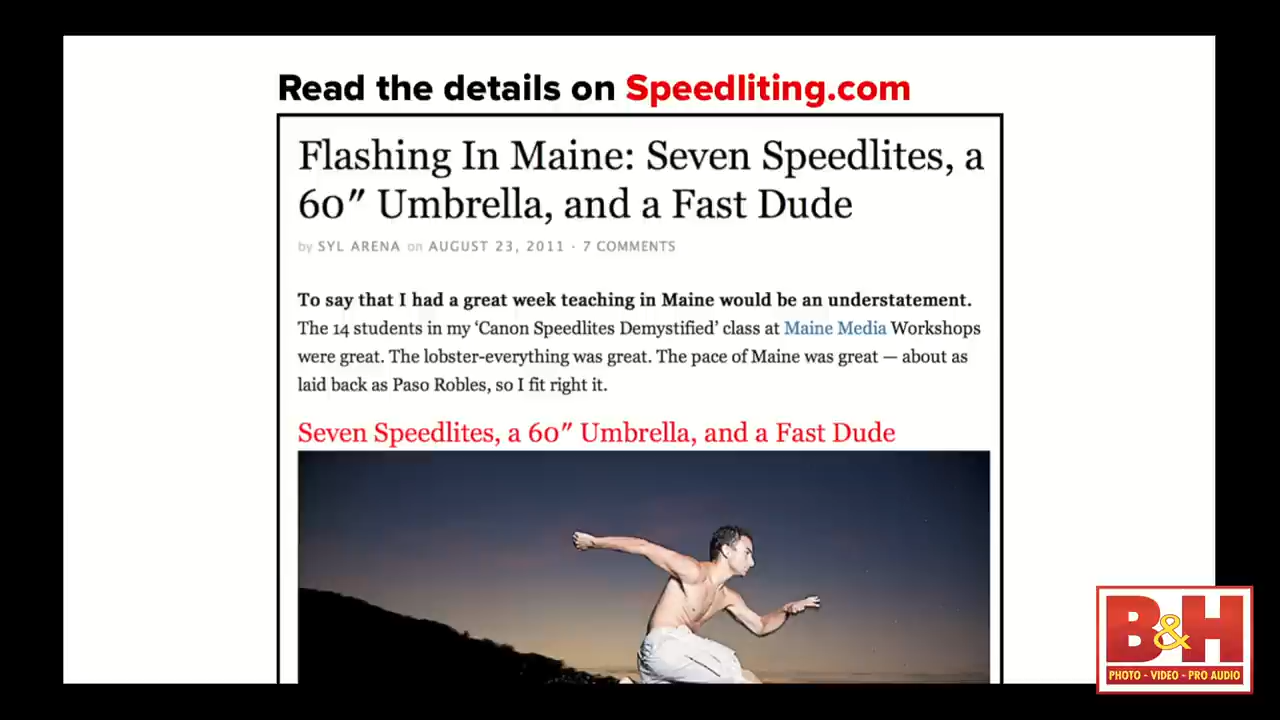 Read the details on Speedliting.com
Flashing In Maine: Seven Speedlites, a
60″ Umbrella, and a Fast Dude
by SYL ARENA on AUGUST 23, 2011 · 7 COMMENTS
To say that I had a great week teaching in Maine would be an understatement.
The 14 students in my ‘Canon Speedlites Demystified’ class at Maine Media Workshops
were great. The lobster-everything was great. The pace of Maine was great — about as
laid back as Paso Robles, so I fit right it.
Seven Speedlites, a 60″ Umbrella, and a Fast Dude
B&H
PHOTO - VIDEO - PRO AUDIO